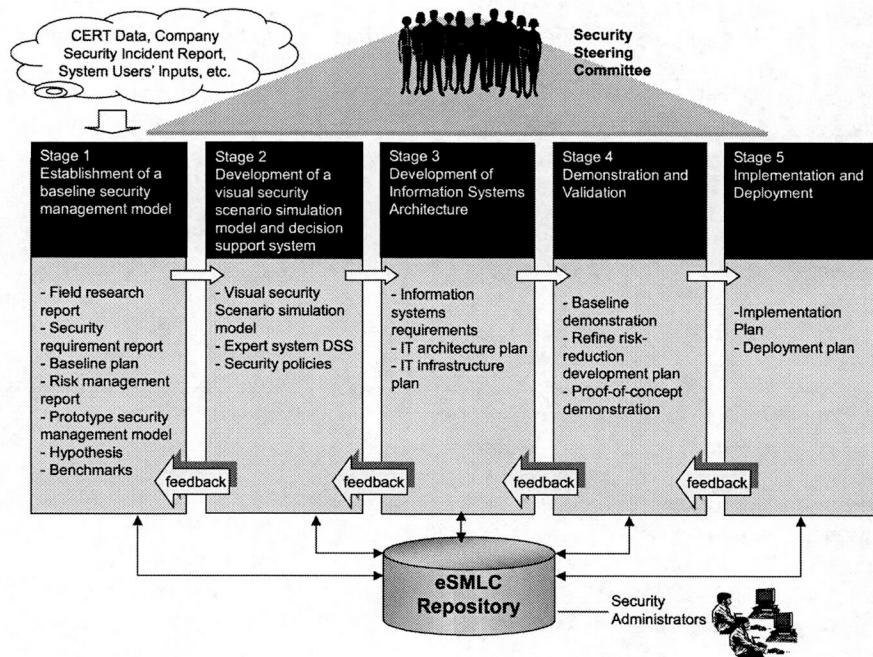 CERT Data, Company
Security Incident Report,
System Users' Inputs, etc.
Security
Steering
Committee
Stage 1
Establishment of a
baseline security
management model
Stage 2
Development of a
visual security
scenario simulation
model and decision
support system
Stage 3
Development of
Information Systems
Architecture
Stage 4
Demonstration and
Validation
Stage 5
Implementation and
Deployment
- Field research
report
- Security
requirement report
- Baseline plan
- Risk management
report
- Prototype security
management model
- Hypothesis
- Benchmarks
- Visual security
Scenario simulation
model
- Expert system DSS
- Security policies
- Information
systems
requirements
- IT architecture plan
- IT infrastructure
plan
- Baseline
demonstration
- Refine risk-
reduction
development plan
- Proof-of-concept
demonstration
-Implementation
Plan
- Deployment plan
feedback
feedback
feedback
feedback
eSMLC
Repository
Security
Administrators